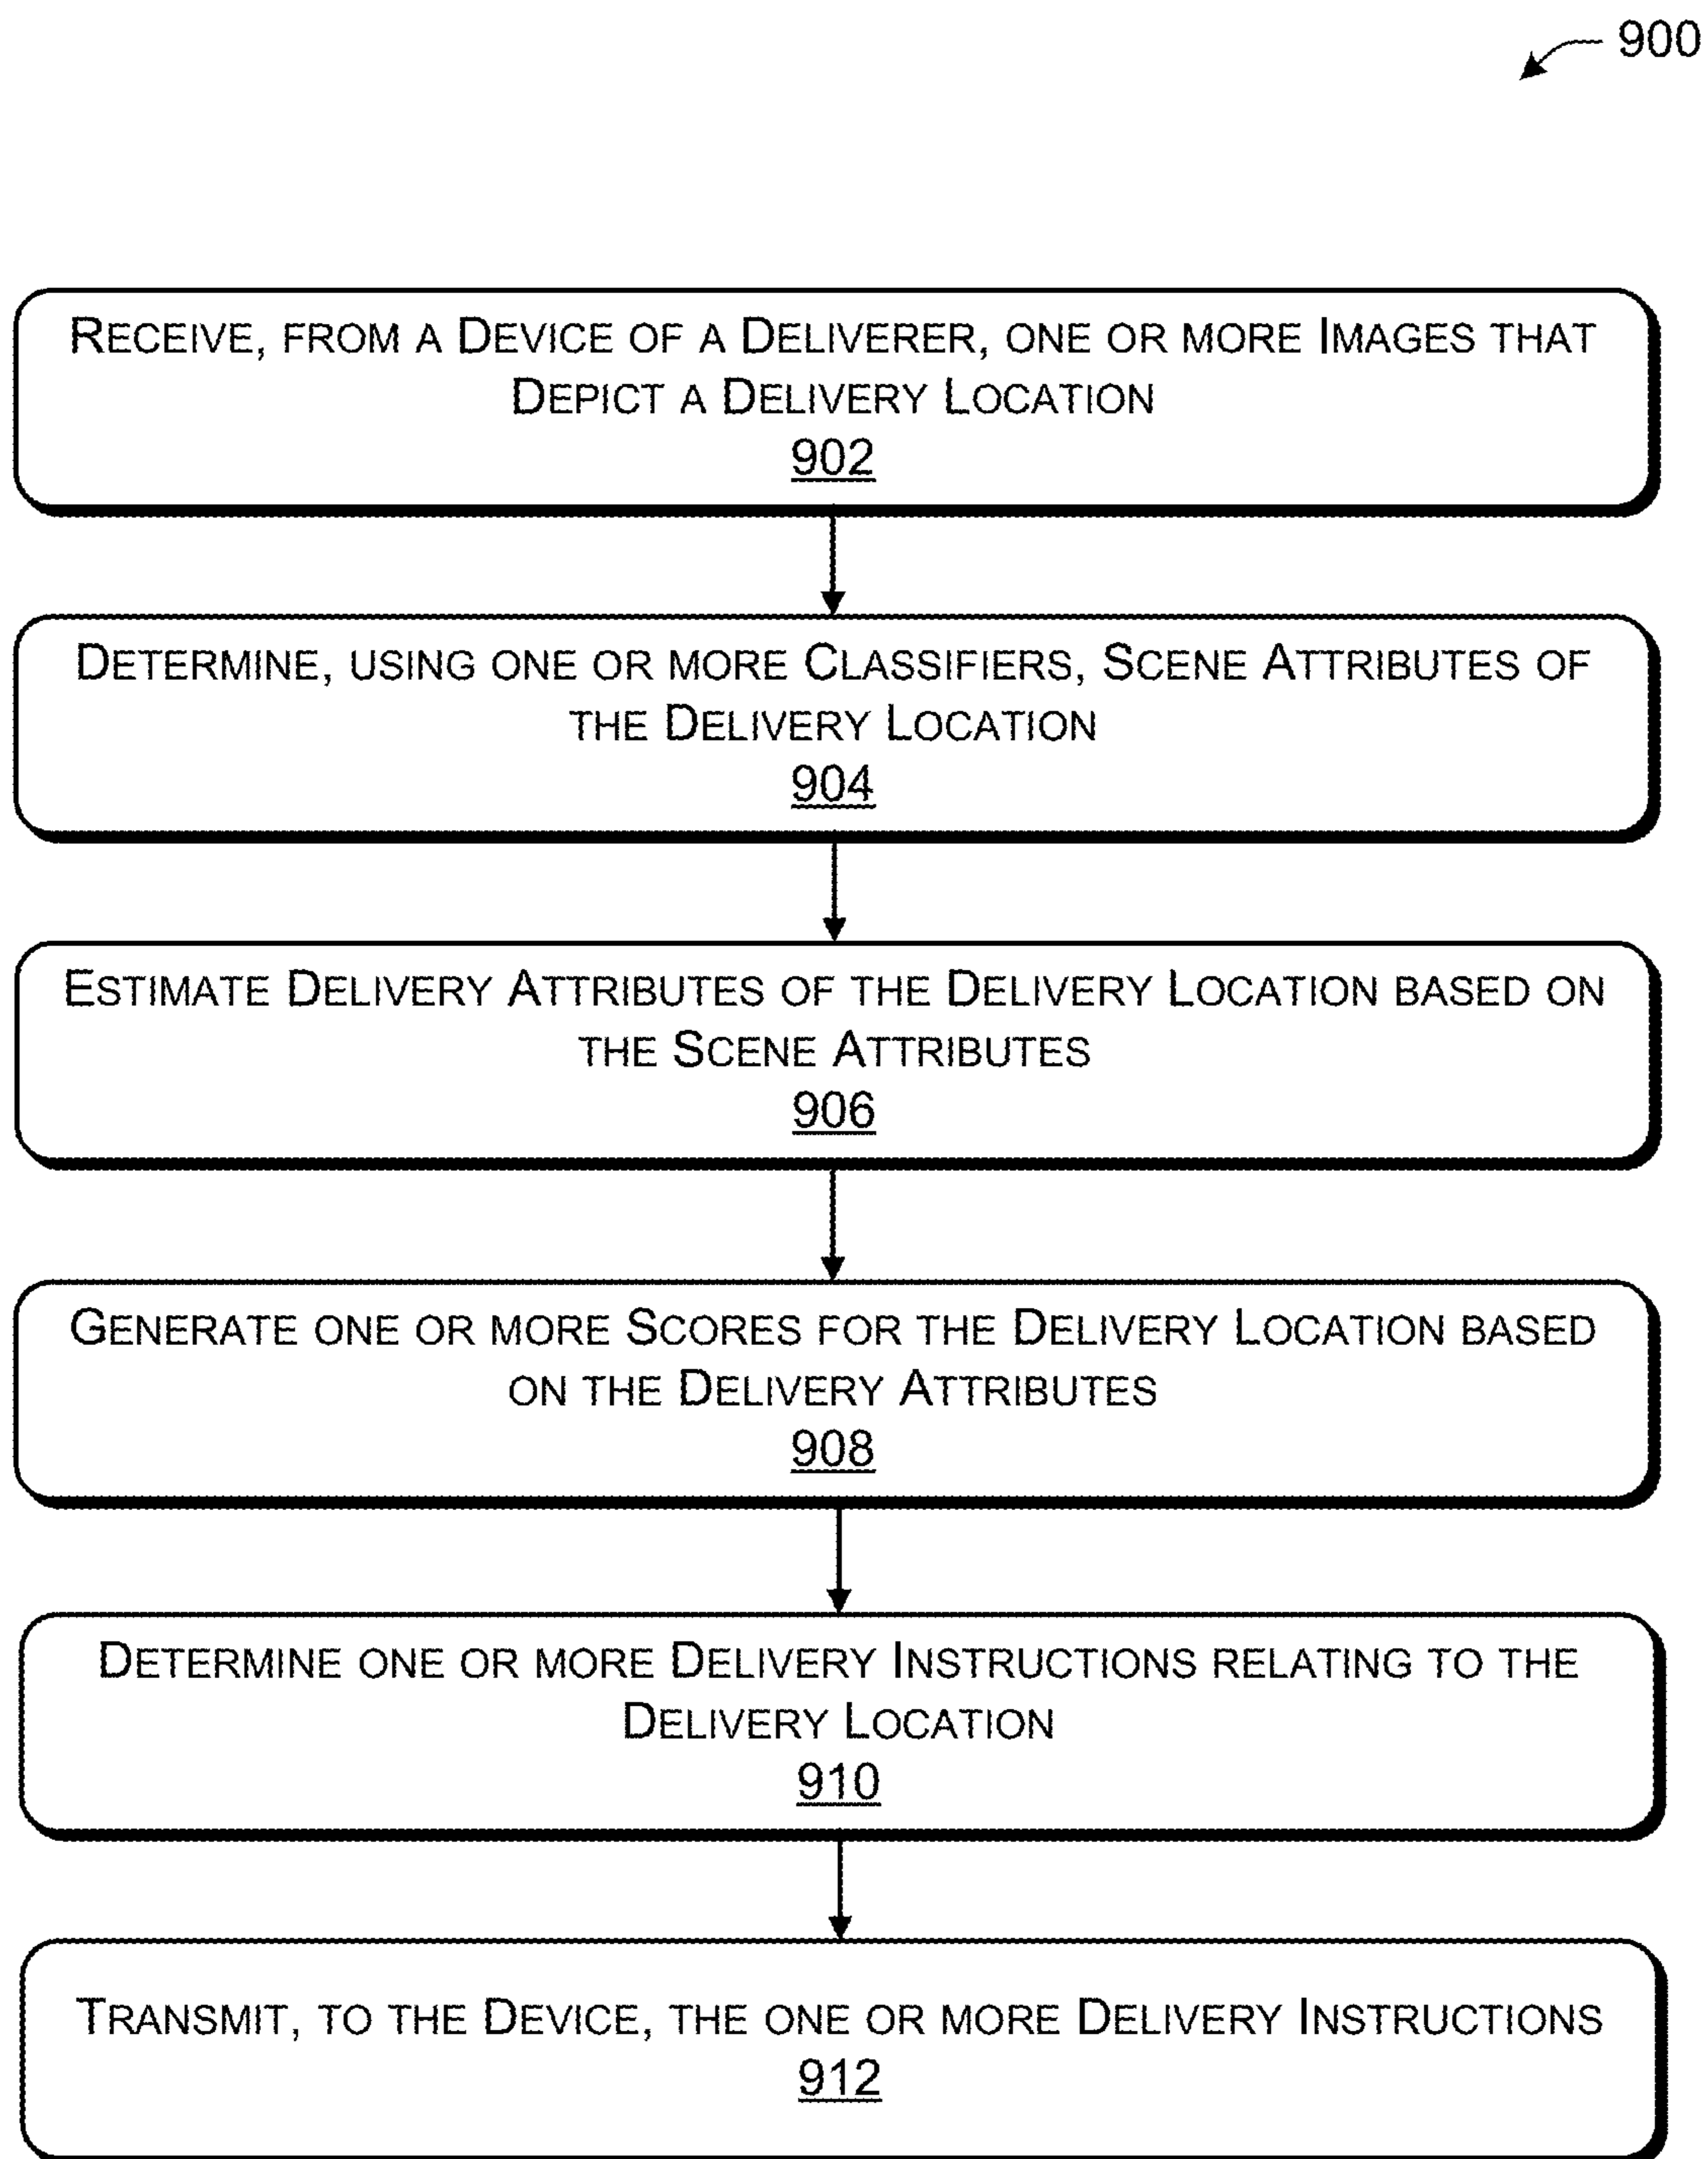 900
RECEIVE, FROM A DEVICE OF A DELIVERER, ONE OR MORE IMAGES THAT
DEPICT A DELIVERY LOCATION
902
DETERMINE, USING ONE OR MORE CLASSIFIERS, SCENE ATTRIBUTES OF
THE DELIVERY LOCATION
904
ESTIMATE DELIVERY ATTRIBUTES OF THE DELIVERY LOCATION BASED ON
THE SCENE ATTRIBUTES
906
GENERATE ONE OR MORE SCORES FOR THE DELIVERY LOCATION BASED
ON THE DELIVERY ATTRIBUTES
908
DETERMINE ONE OR MORE DELIVERY INSTRUCTIONS RELATING TO THE
DELIVERY LOCATION
910
TRANSMIT, TO THE DEVICE, THE ONE OR MORE DELIVERY INSTRUCTIONS
912